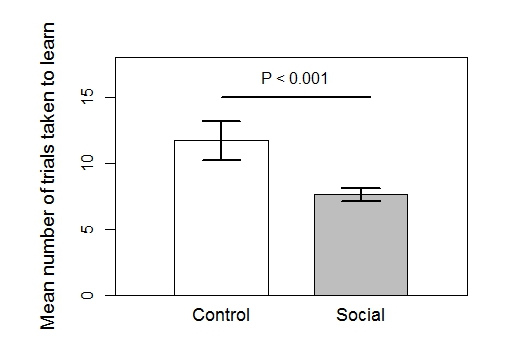 Mean number of trials taken to learn
15
10
5
0
P < 0.001
Control
Social